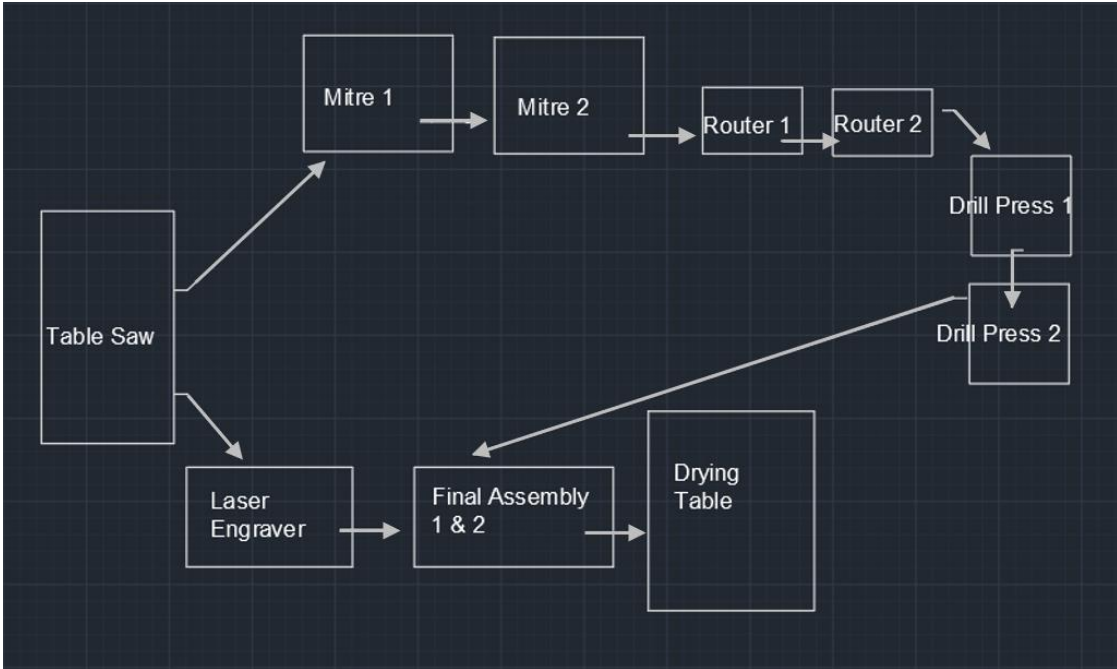 Mitre 1
Mitre 2
Router 1
Router 2
Drill Press 1
Table Saw
Drill Press 2
Laser
Engraver
Final Assembly
1 & 2
Drying
Table